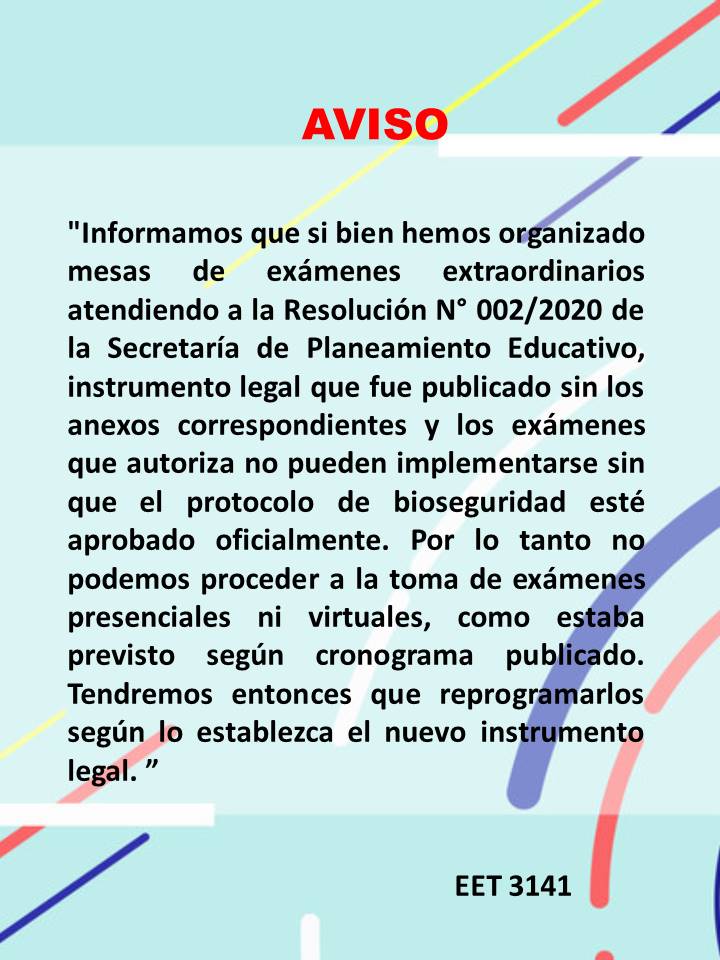 AVISO
"Informamos que si bien hemos organizado
mesas de exámenes extraordinarios
atendiendo a la Resolución N° 002/2020 de
la Secretaría de Planeamiento Educativo,
instrumento legal que fue publicado sin los
anexos correspondientes y los exámenes
que autoriza no pueden implementarse sin
que el protocolo de bioseguridad esté
aprobado oficialmente. Por lo tanto no
podemos proceder a la toma de exámenes
presenciales ni virtuales, como estaba
previsto según cronograma publicado.
Tendremos entonces que reprogramarlos
según lo establezca el nuevo instrumento
legal. ”
EET 3141